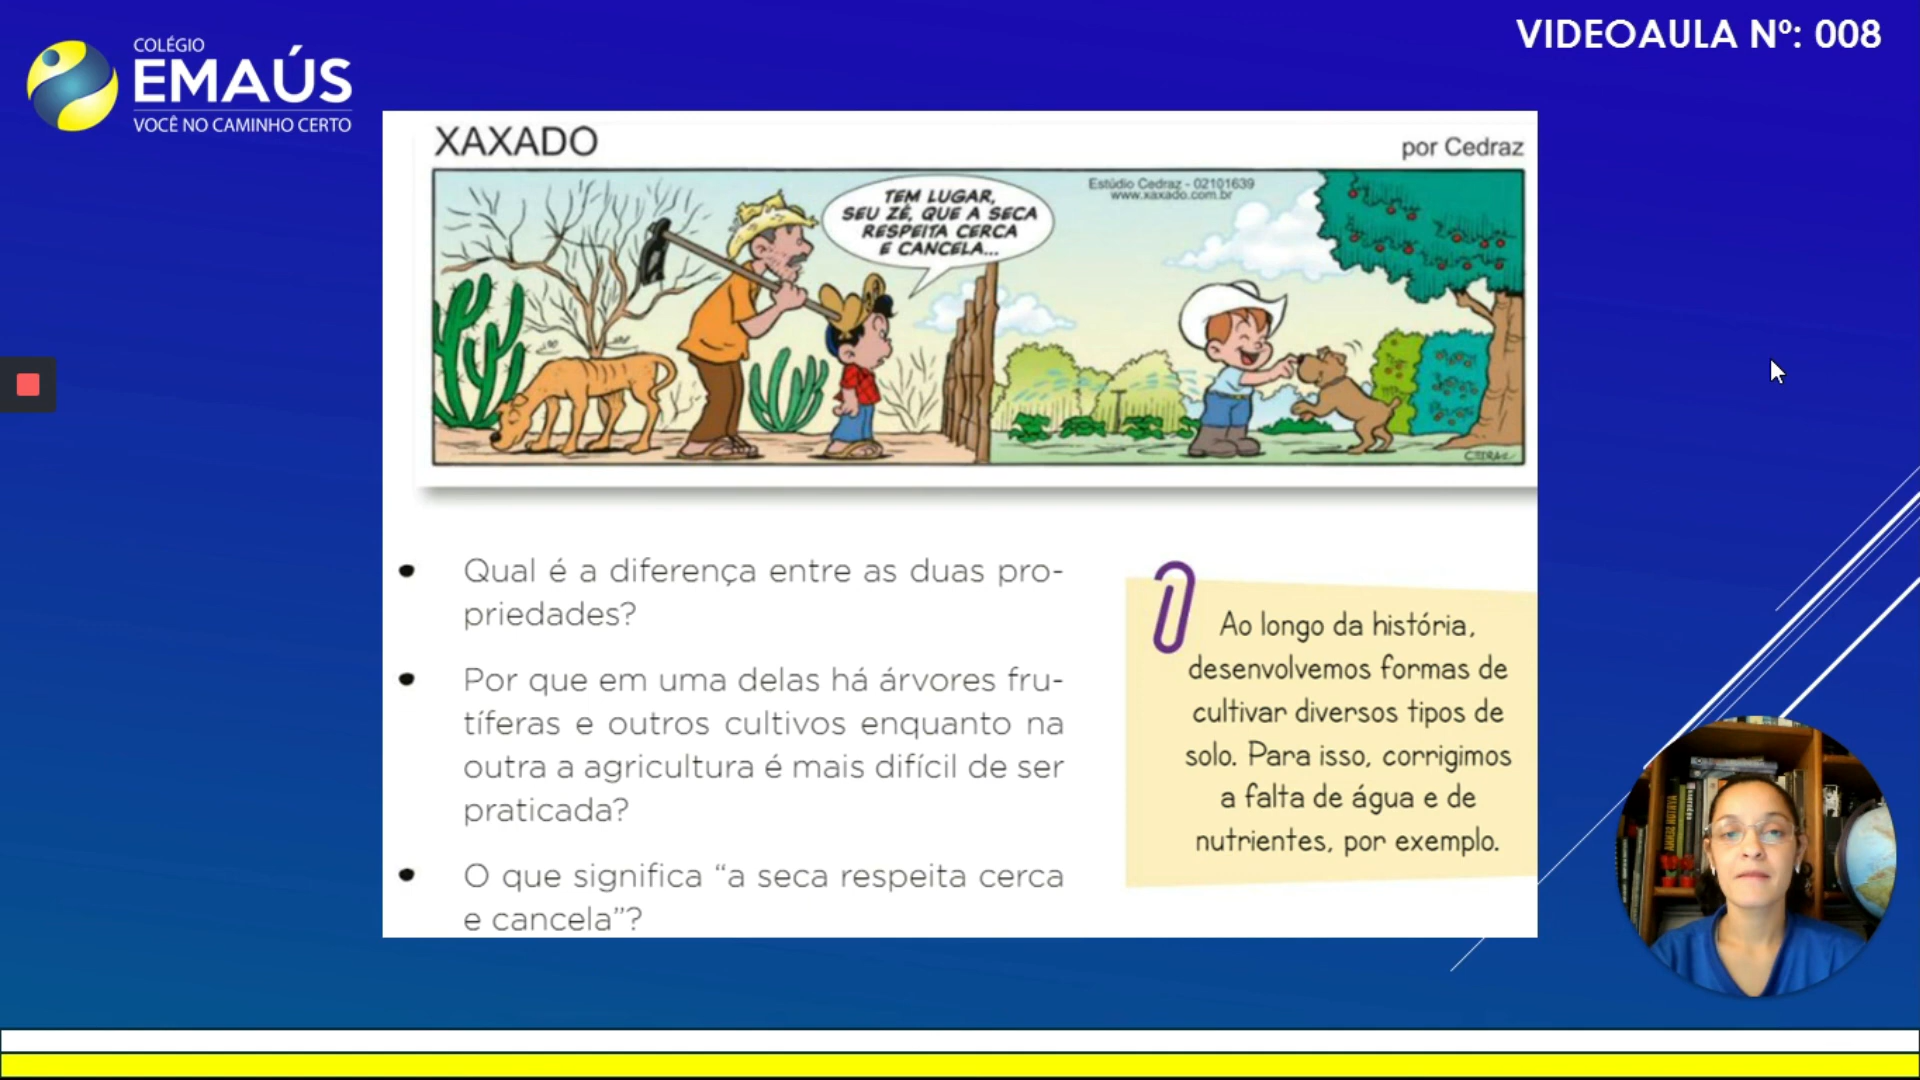 COLÉGIO
EMAÚS
VOCÊ NO CAMINHO CERTO
VIDEOAULA Nº: 008
XAXADO
por Cedraz
TEM LUGAR,
SEU ZÉ, QUE A SECA
RESPEITA CERCA
E CANCELA...
Estúdio Cedraz - 02101639
www.xaxado.com.br
CEDRAZ
• Qual é a diferença entre as duas pro-
priedades?
• Por que em uma delas há árvores fru-
tíferas e outros cultivos enquanto na
outra a agricultura é mais difícil de ser
praticada?
• O que significa “a seca respeita cerca
e cancela”?
Ao longo da história,
desenvolvemos formas de
cultivar diversos tipos de
solo. Para isso, corrigimos
a falta de água e de
nutrientes, por exemplo.